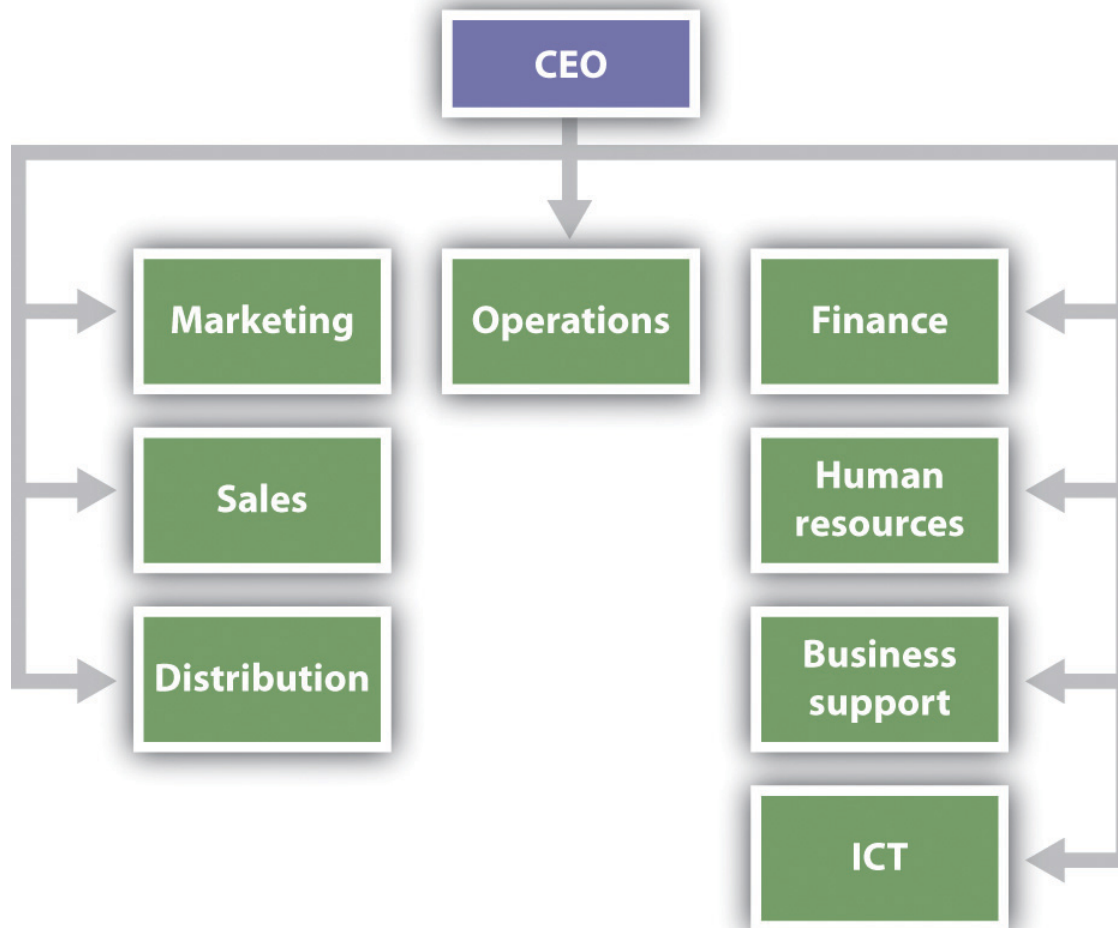 CEO
Marketing
Operations
Finance
Sales
Human
resources
Distribution
Business
support
ICT